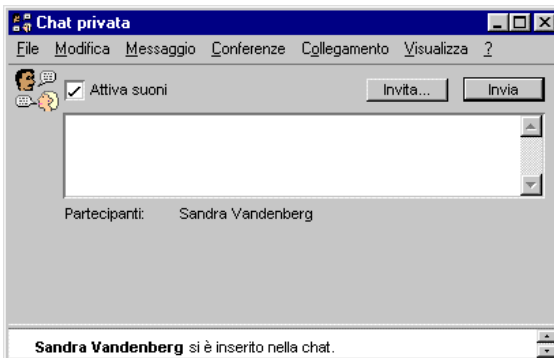 Chat privata
File Modifica Messaggio Conferenze Collegamento Visualizza ?
Attiva suoni Invita... Invia
Partecipanti: Sandra Vandenberg
Sandra Vandenberg si è inserito nella chat.